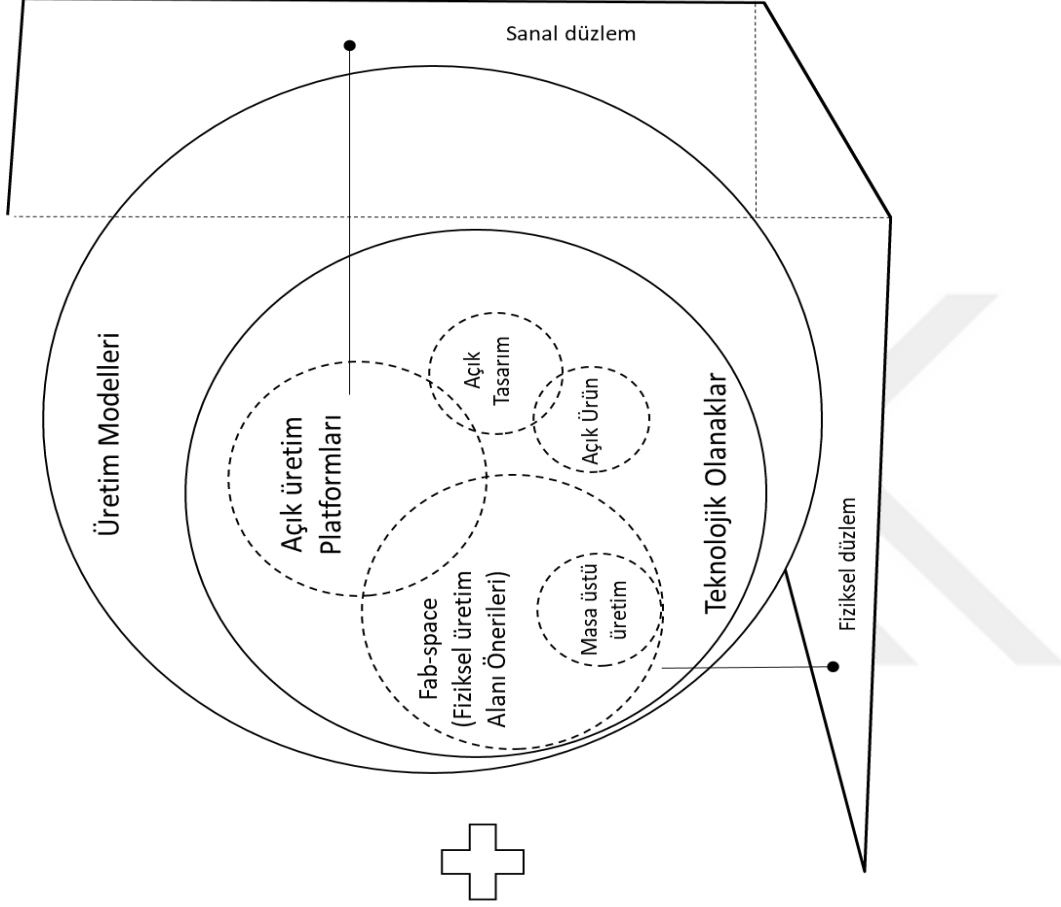 Sanal düzlem
Üretim Modelleri
Açık üretim
Platformları
Açık
Tasarım
Açık Ürün
Teknolojik Olanaklar
Fab-space
(Fiziksel üretim
Alanı Önerileri)
Masa üstü
üretim
Fiziksel düzlem